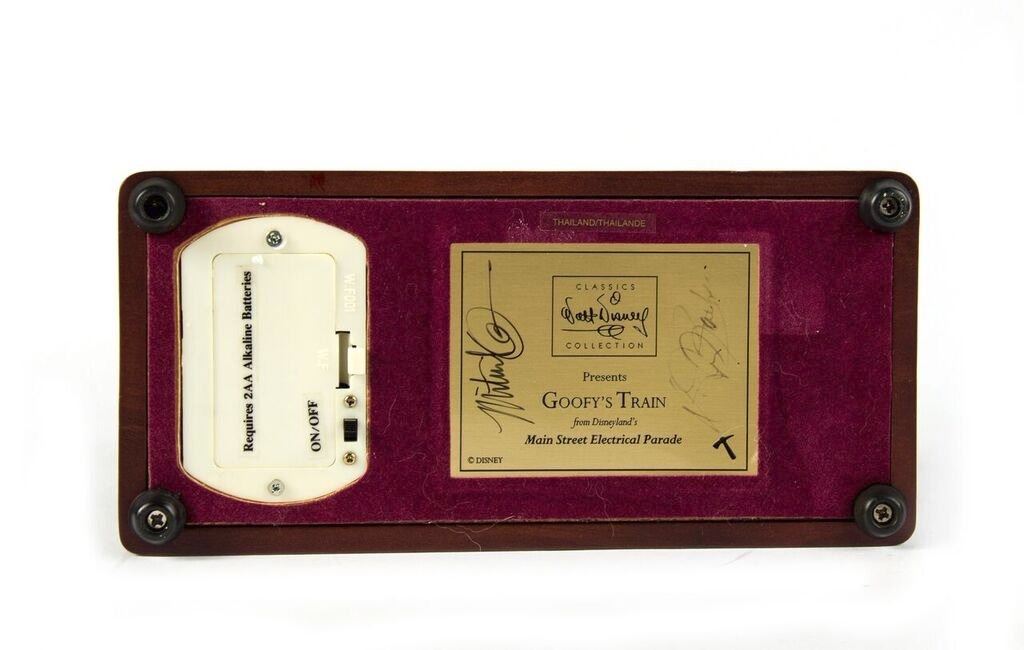 THAILAND/THAILANDE
Requires 2AA Alkaline Batteries
ON/OFF
W.F001
W.F
CLASSICS
Walt Disney
COLLECTION
Presents
GOOFY'S TRAIN
from Disneyland's
Main Street Electrical Parade
© DISNEY